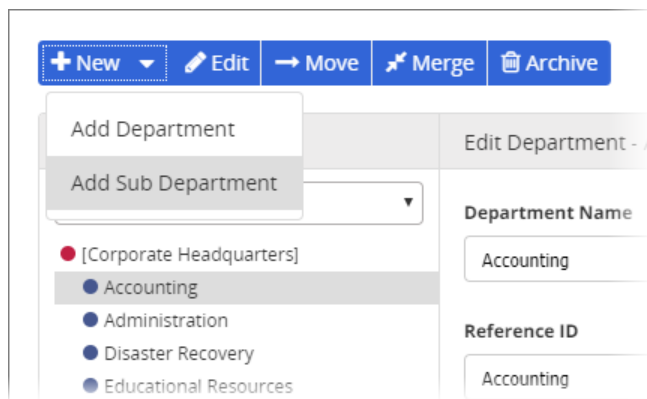 New Edit Move Merge Archive
Add Department
Add Sub Department
Edit Department -
Department Name
[Corporate Headquarters]
Accounting
Accounting
Administration
Reference ID
Disaster Recovery
Accounting
Educational Resources